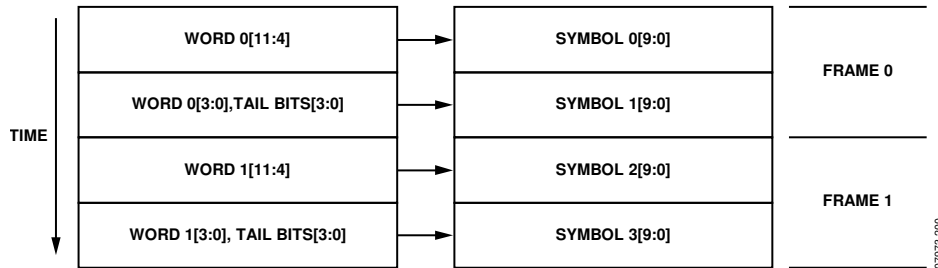 WORD 0[11:4]
SYMBOL 0[9:0]
FRAME 0
WORD 0[3:0],TAIL BITS[3:0]
SYMBOL 1[9:0]
TIME
WORD 1[11:4]
SYMBOL 2[9:0]
FRAME 1
WORD 1[3:0], TAIL BITS[3:0]
SYMBOL 3[9:0]